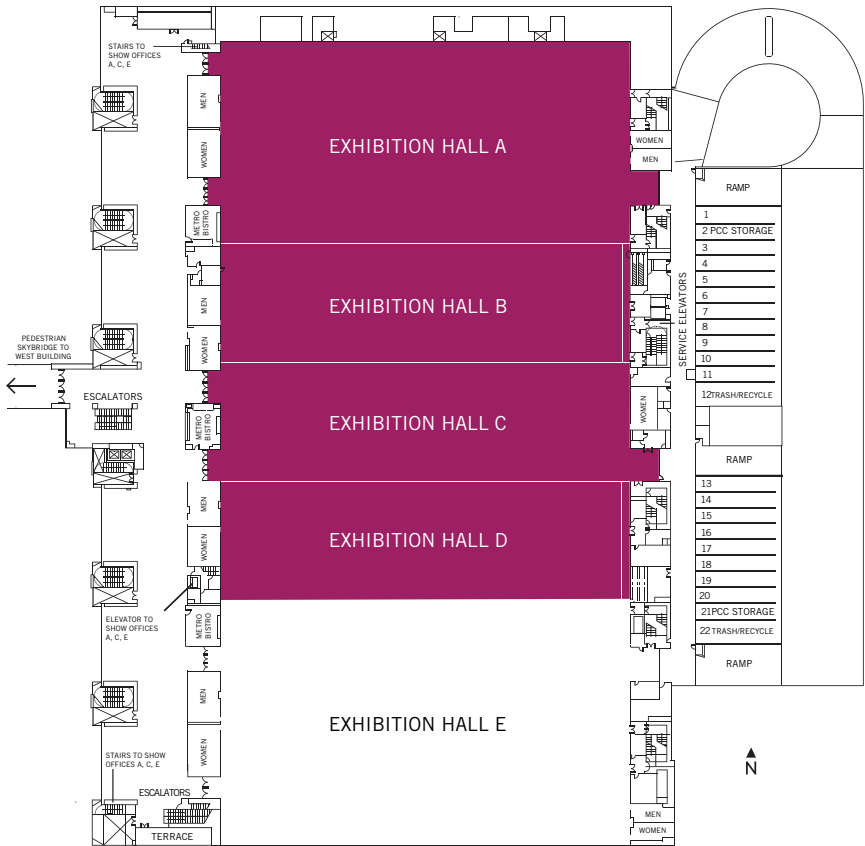 STAIRS TO
SHOW OFFICES
A, C, E
MEN
WOMEN
EXHIBITION HALL A
WOMEN
MEN
RAMP
METRO
BISTRO
1
2 PCC STORAGE
3
4
5
6
7
8
9
10
11
12 TRASH/RECYCLE
SERVICE ELEVATORS
MEN
EXHIBITION HALL B
WOMEN
PEDESTRIAN
SKYBRIDGE TO
WEST BUILDING
ESCALATORS
METRO
BISTRO
EXHIBITION HALL C
WOMEN
RAMP
13
14
15
16
17
18
19
20
21 PCC STORAGE
22 TRASH/RECYCLE
RAMP
MEN
WOMEN
EXHIBITION HALL D
ELEVATOR TO
SHOW OFFICES
A, C, E
METRO
BISTRO
MEN
EXHIBITION HALL E
WOMEN
STAIRS TO SHOW
OFFICES A, C, E
ESCALATORS
TERRACE
MEN
WOMEN
N